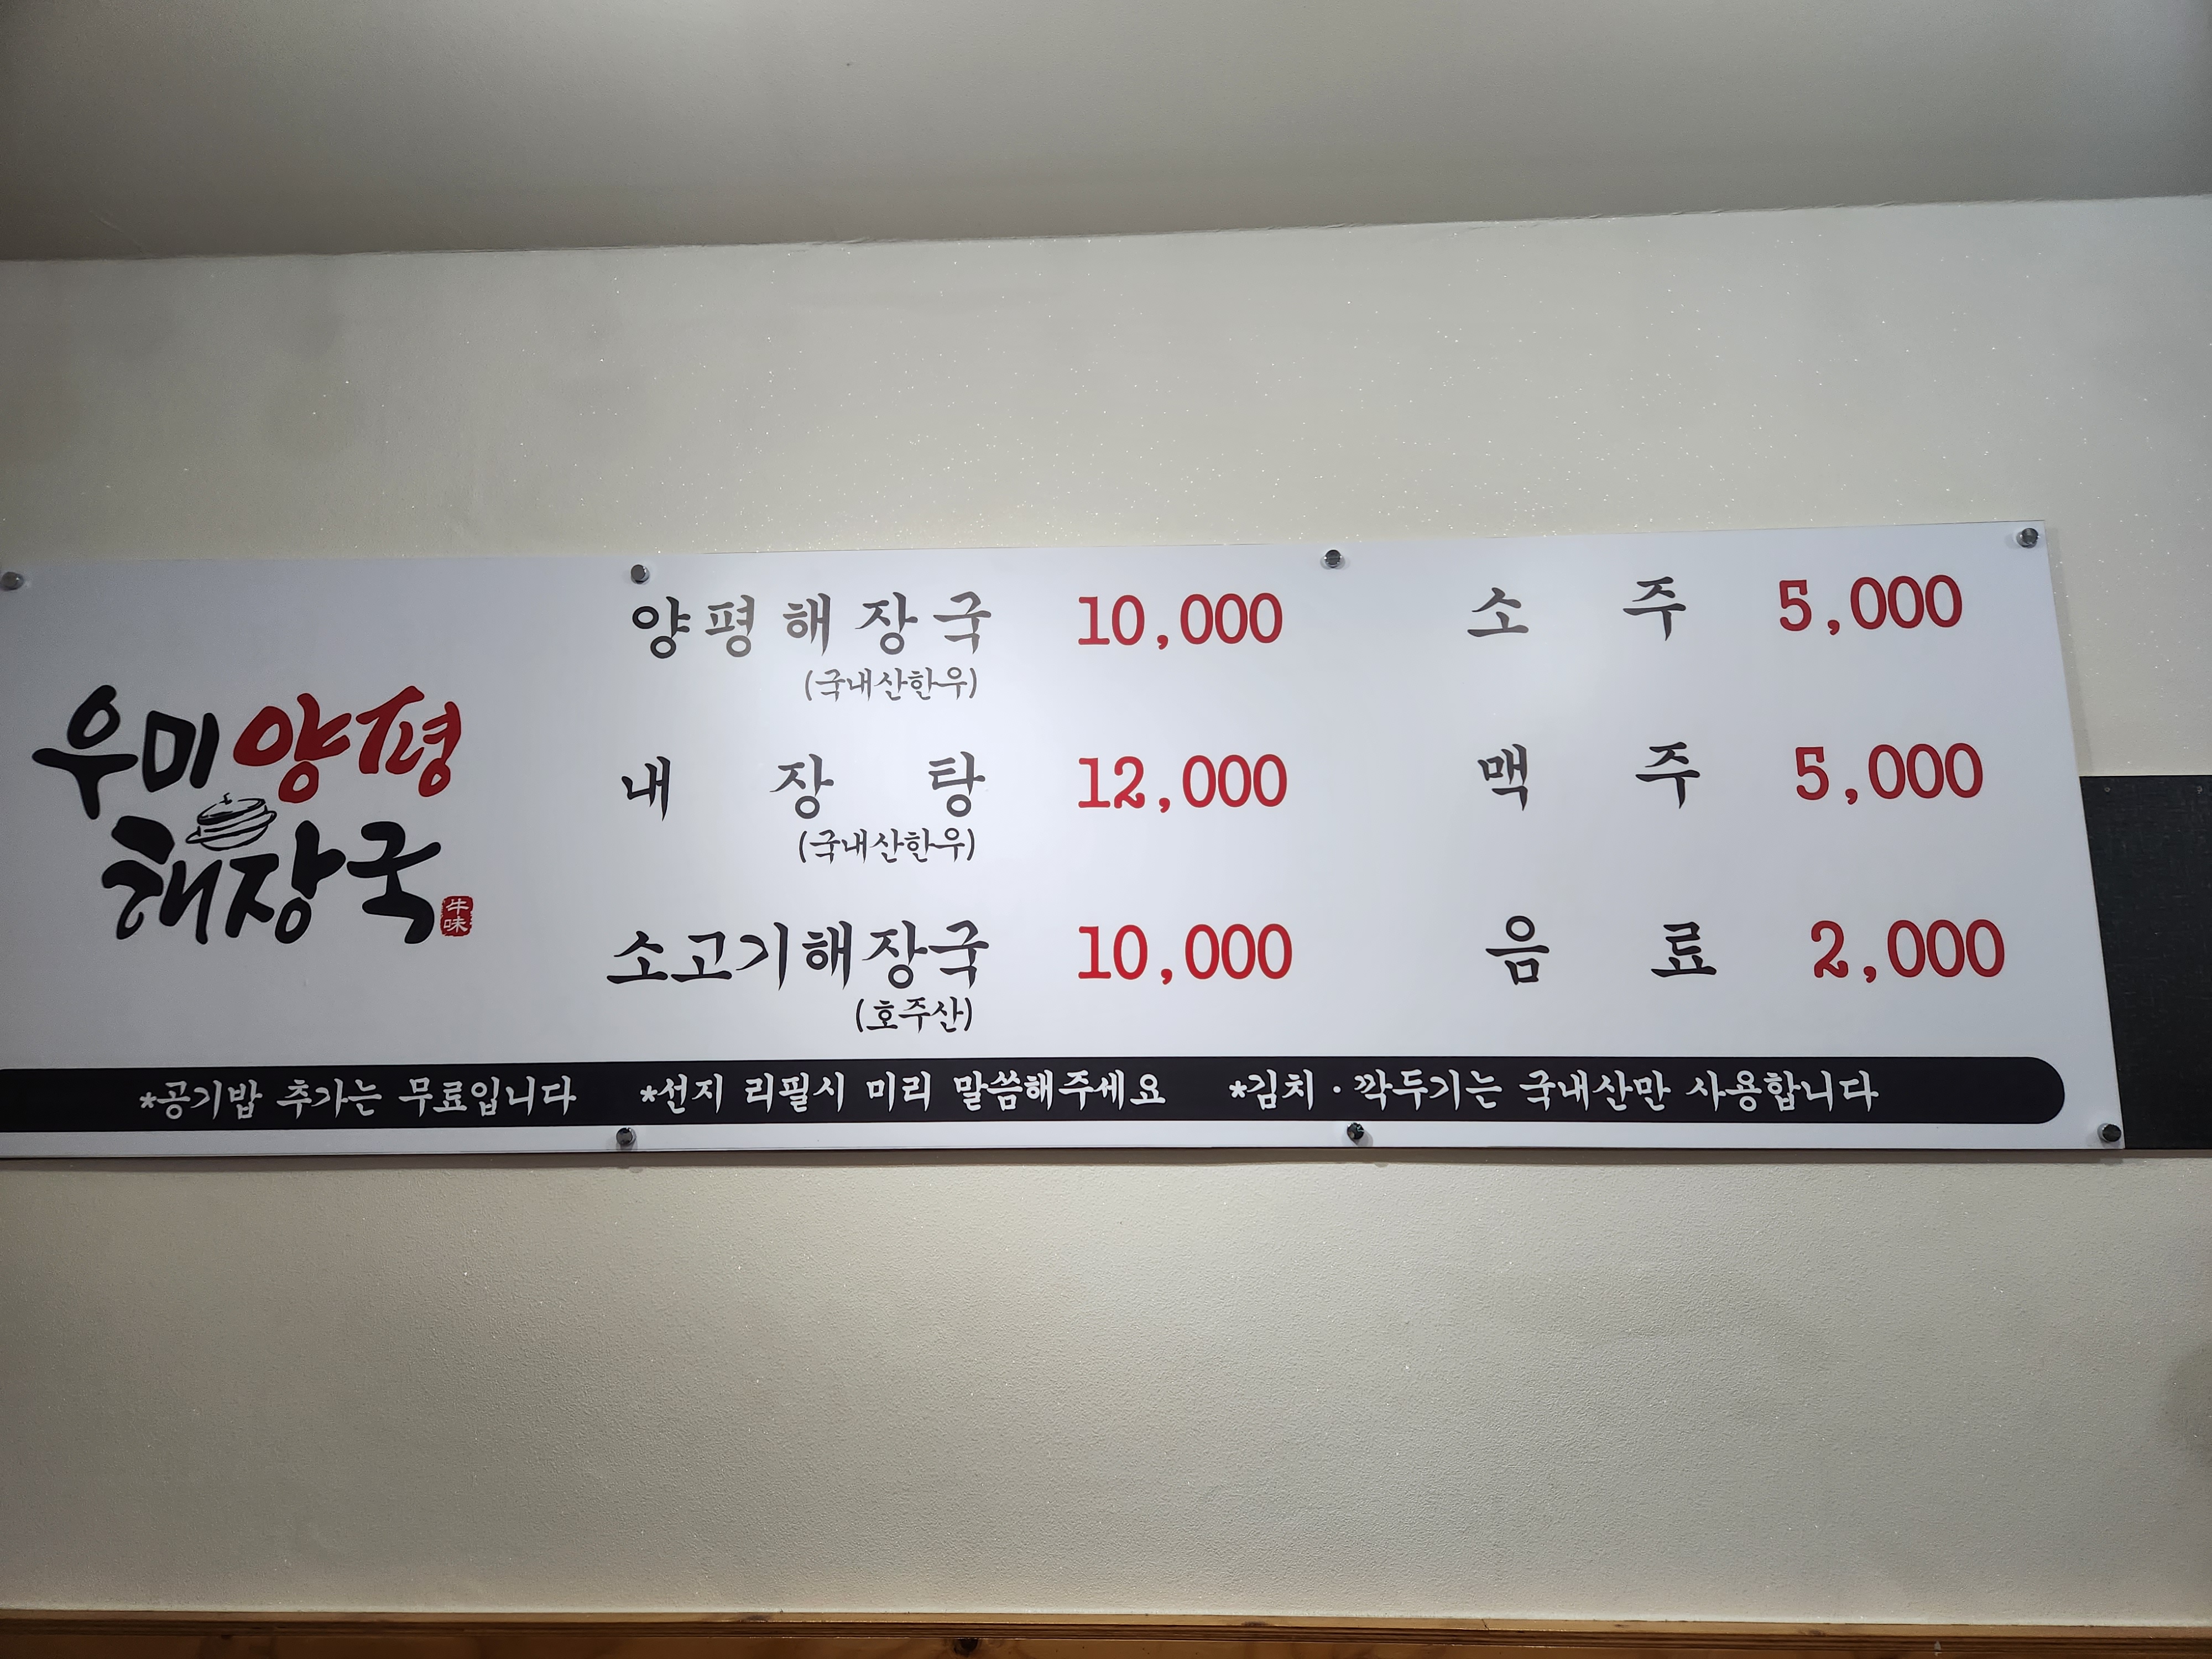 우미양평
해장국
牛味
양평해장국 10,000
(국내산한우)
내장탕 12,000
(국내산한우)
소고기해장국 10,000
(호주산)
소주 5,000
맥주 5,000
음료 2,000
*공기밥 추가는 무료입니다 *선지 리필시 미리 말씀해주세요 *김치·깍두기는 국내산만 사용합니다